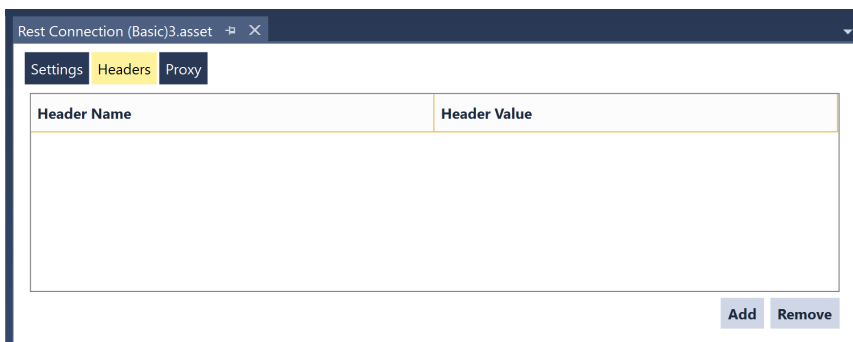 Rest Connection (Basic)3.asset
Settings Headers Proxy
Header Name Header Value
Add Remove